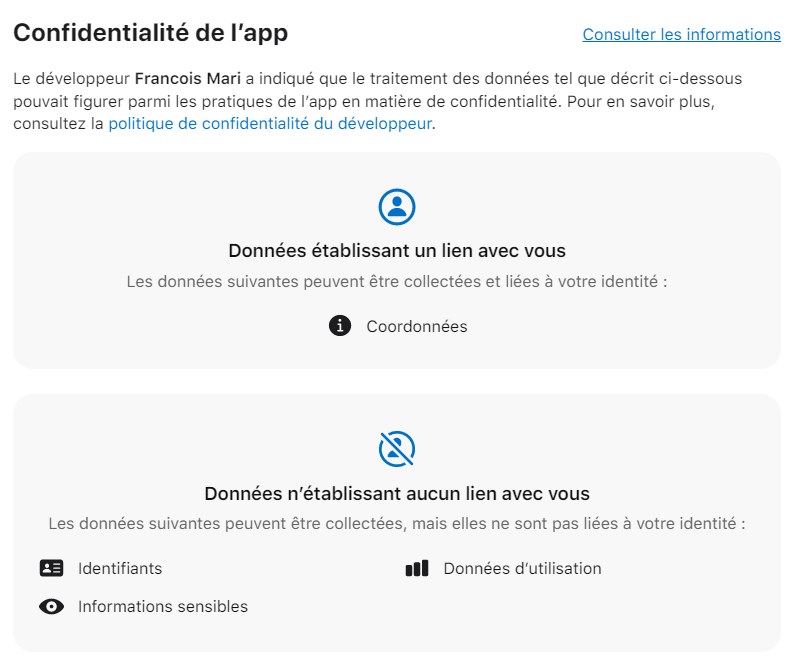 Confidentialité de l’app
Consulter les informations
Le développeur Francois Mari a indiqué que le traitement des données tel que décrit ci-dessous
pouvait figurer parmi les pratiques de l’app en matière de confidentialité. Pour en savoir plus,
consultez la politique de confidentialité du développeur.
Données établissant un lien avec vous
Les données suivantes peuvent être collectées et liées à votre identité :
Coordonnées
Données n’établissant aucun lien avec vous
Les données suivantes peuvent être collectées, mais elles ne sont pas liées à votre identité :
Identifiants
Données d’utilisation
Informations sensibles